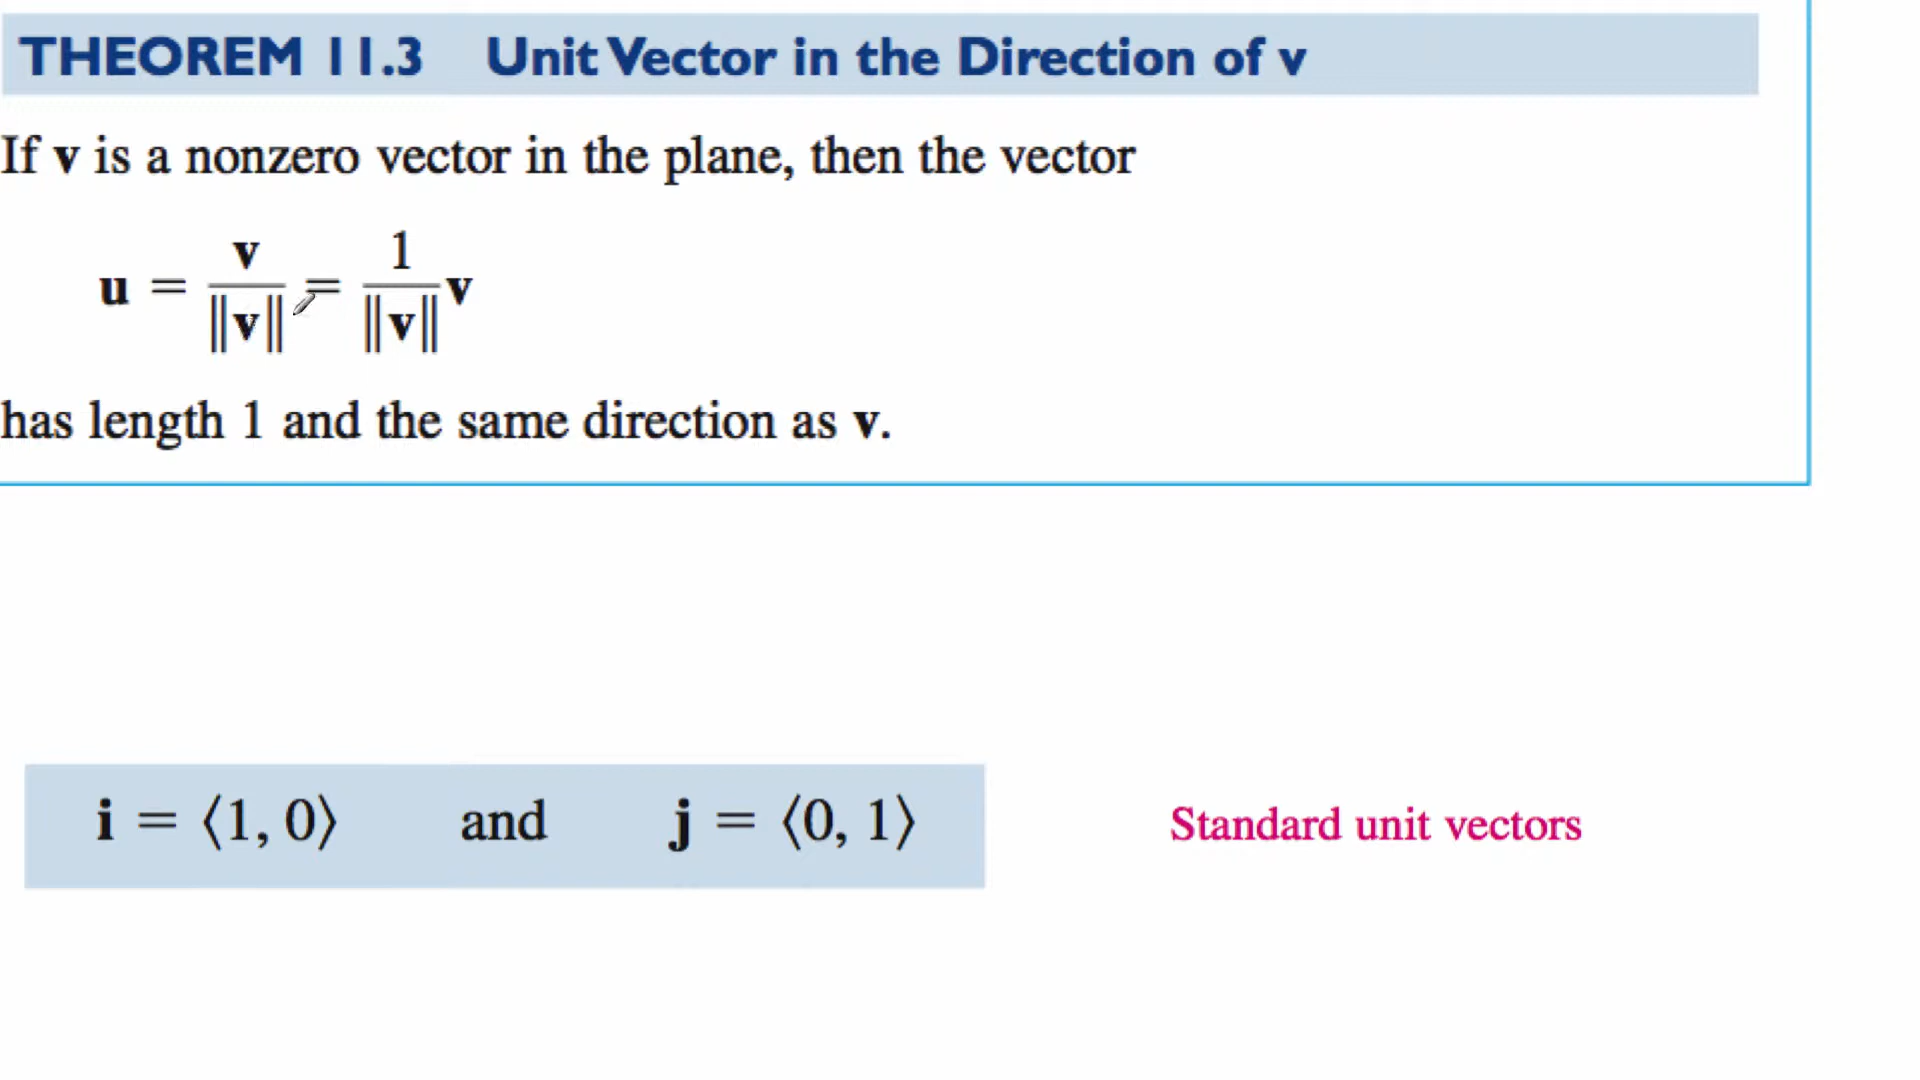 THEOREM 11.3 Unit Vector in the Direction of v
If v is a nonzero vector in the plane, then the vector
u = v/‖v‖ = 1/‖v‖ v
has length 1 and the same direction as v.
i = ⟨1, 0⟩ and j = ⟨0, 1⟩ Standard unit vectors